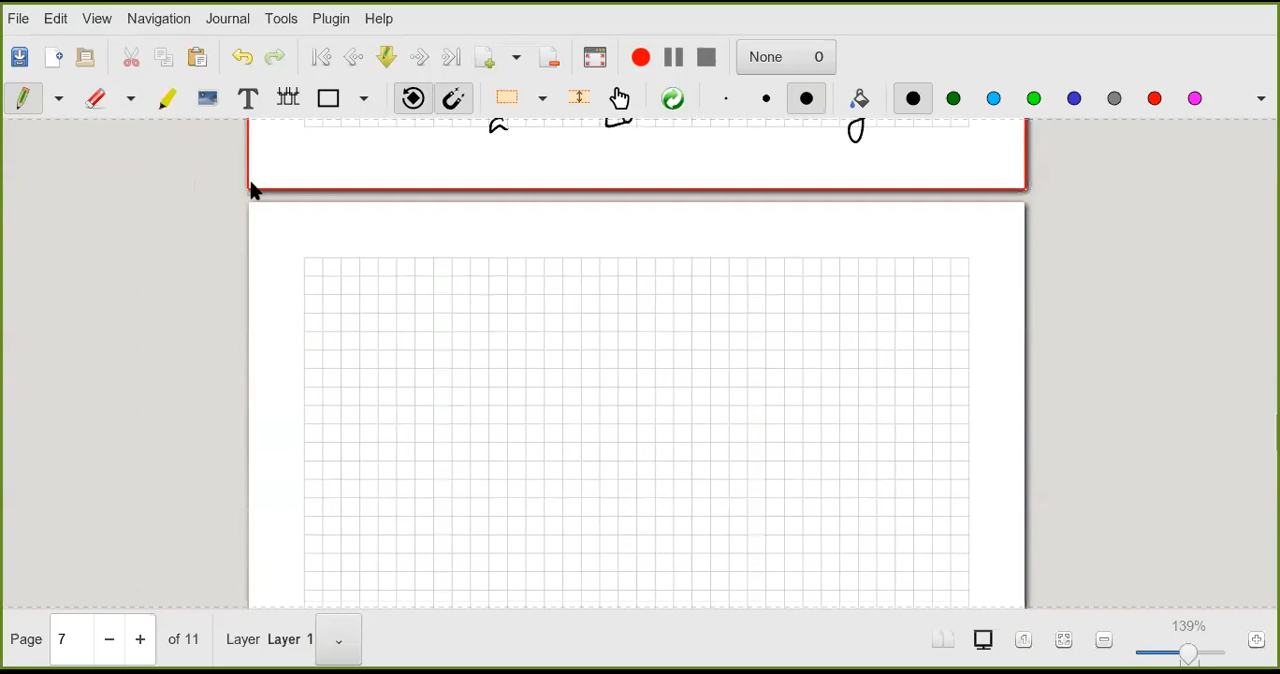 File Edit View Navigation Journal Tools Plugin Help
None 0
T
Page 7 of 11 Layer Layer 1 139%